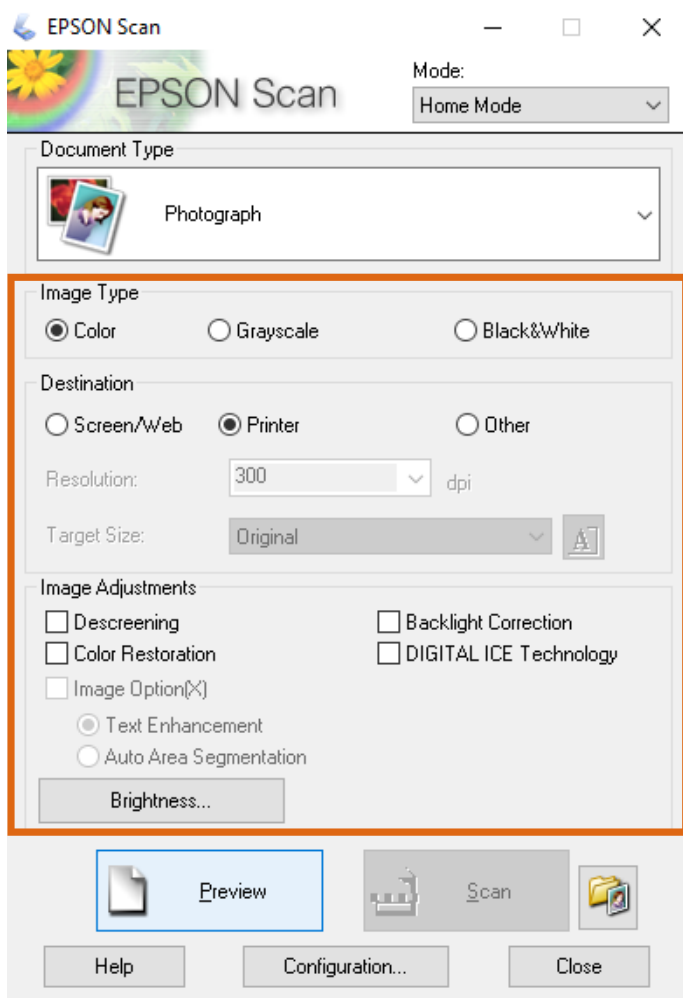 EPSON Scan
EPSON Scan
Mode:
Home Mode
Document Type
Photograph
Image Type
Color Grayscale Black&White
Destination
Screen/Web Printer Other
Resolution: 300 dpi
Target Size: Original A
Image Adjustments
Descreening Backlight Correction
Color Restoration DIGITAL ICE Technology
Image Option(X)
Text Enhancement
Auto Area Segmentation
Brightness...
Preview Scan
Help Configuration... Close